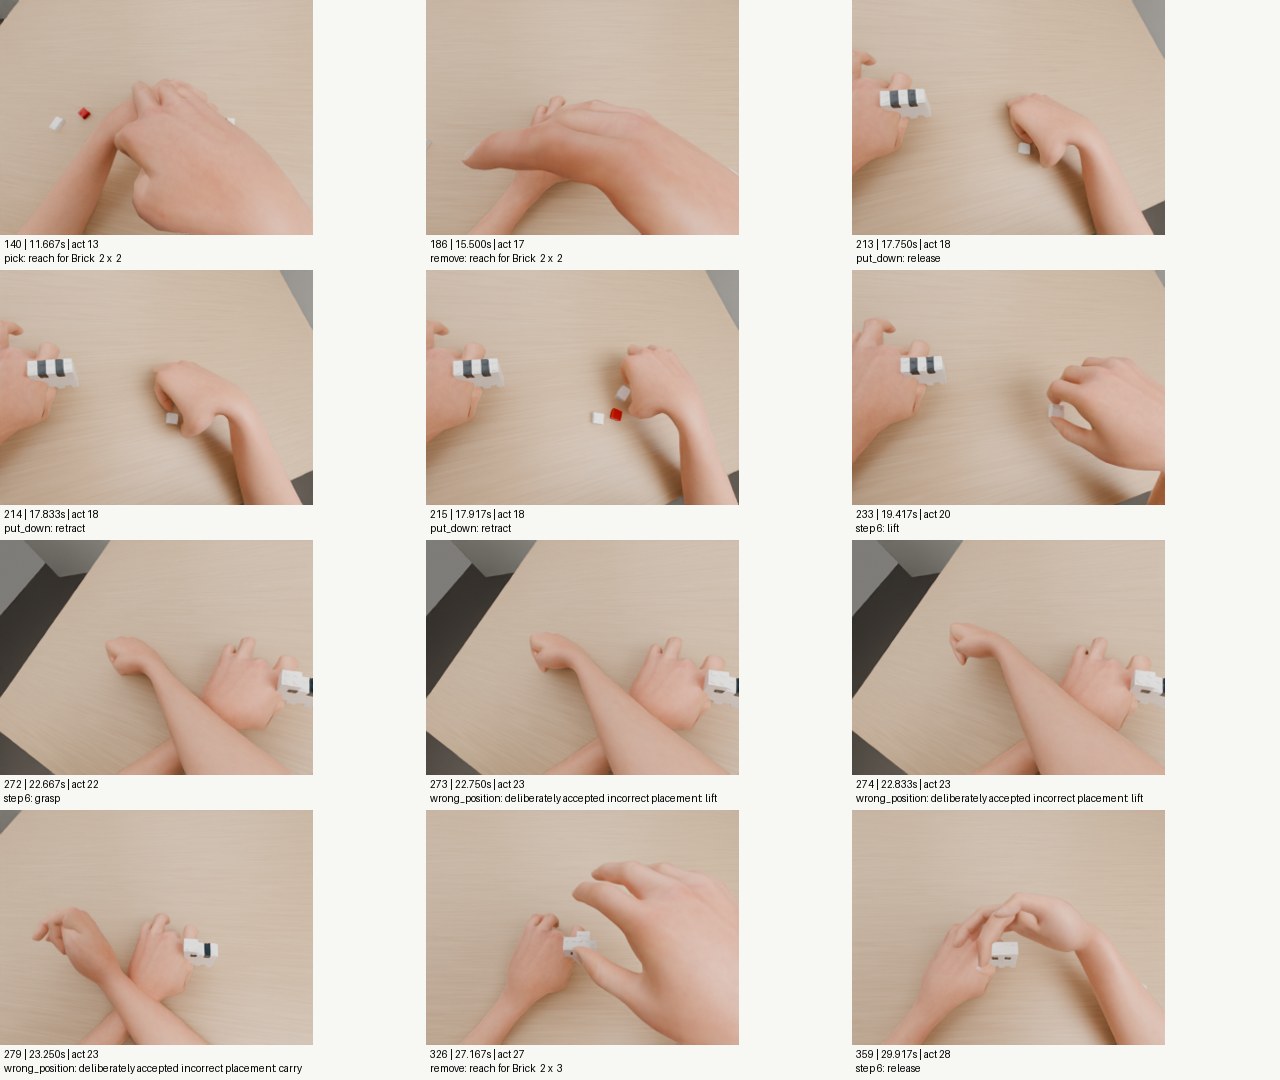 140 | 11.667s | act 13
pick: reach for Brick 2 x 2
186 | 15.500s | act 17
remove: reach for Brick 2 x 2
213 | 17.750s | act 18
put_down: release
214 | 17.833s | act 18
put_down: retract
215 | 17.917s | act 18
put_down: retract
233 | 19.417s | act 20
step 6: lift
272 | 22.667s | act 22
step 6: grasp
273 | 22.750s | act 23
wrong_position: deliberately accepted incorrect placement: lift
274 | 22.833s | act 23
wrong_position: deliberately accepted incorrect placement: lift
279 | 23.250s | act 23
wrong_position: deliberately accepted incorrect placement: carry
326 | 27.167s | act 27
remove: reach for Brick 2 x 3
359 | 29.917s | act 28
step 6: release